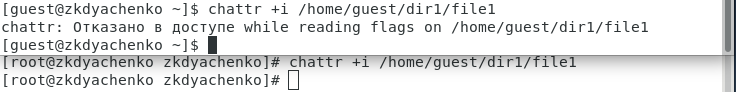 [guest@zkdyachenko ~]$ chattr +i /home/guest/dir1/file1
chattr: Отказано в доступе while reading flags on /home/guest/dir1/file1
[guest@zkdyachenko ~]$
[root@zkdyachenko zkdyachenko]# chattr +i /home/guest/dir1/file1
[root@zkdyachenko zkdyachenko]#